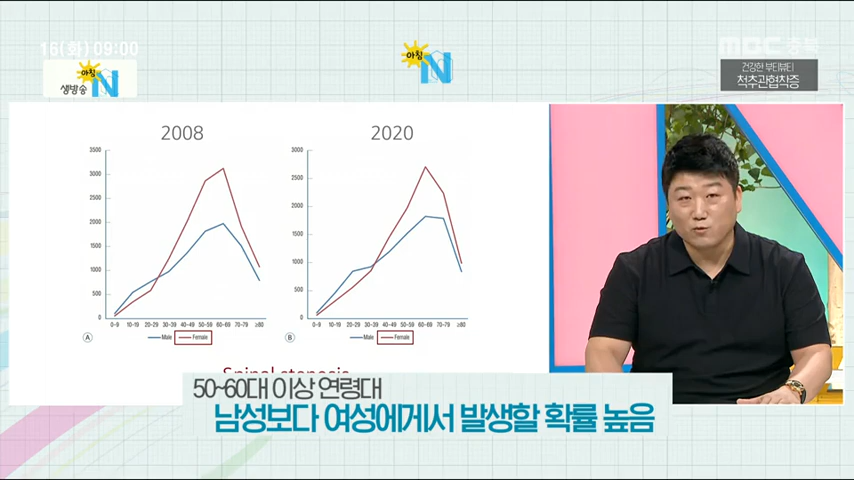 16(화) 09:00
아침
생방송 N
아침
N
MBC 충북
건강한 부티뷰티
척추관협착증
2008
2020
3500
3000
2500
2000
1500
1000
500
0
0-9 10-19 20-29 30-39 40-49 50-59 60-69 70-79 ≥80
A
Male Female
3000
2500
2000
1500
1000
500
0
0-9 10-19 20-29 30-39 40-49 50-59 60-69 70-79 ≥80
B
Male Female
Spinal stenosis
50~60대 이상 연령대
남성보다 여성에게서 발생할 확률 높음